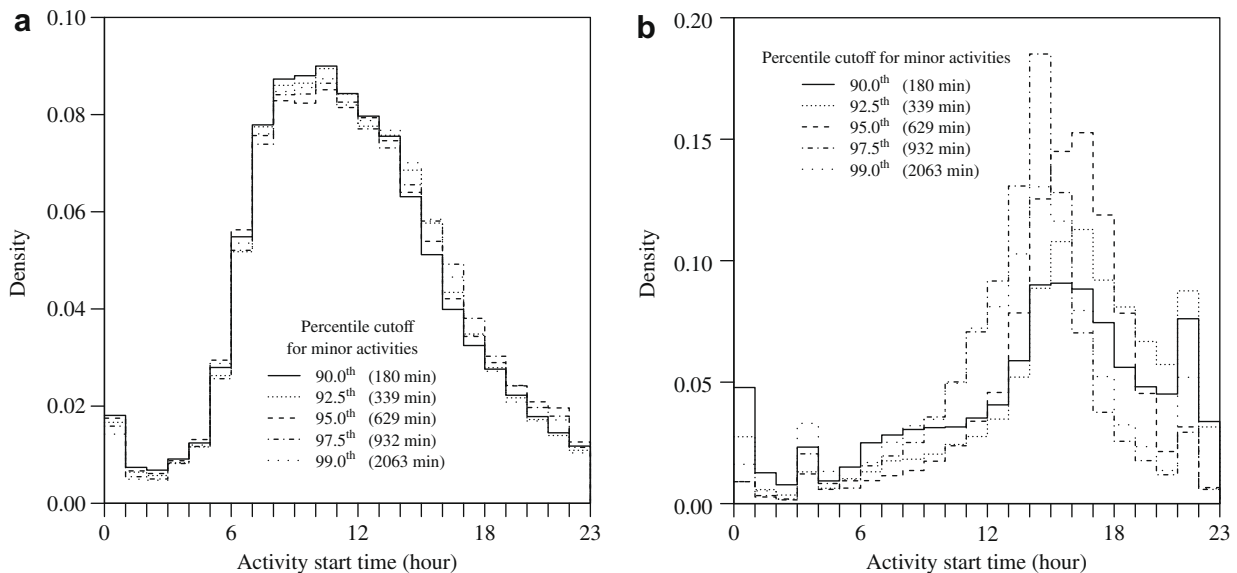 a
0.10
0.08
0.06
0.04
0.02
0.00
Density
Percentile cutoff
for minor activities
90.0th (180 min)
92.5th (339 min)
95.0th (629 min)
97.5th (932 min)
99.0th (2063 min)
0 6 12 18 23
Activity start time (hour)
b
0.20
0.15
0.10
0.05
0.00
Density
Percentile cutoff for minor activities
90.0th (180 min)
92.5th (339 min)
95.0th (629 min)
97.5th (932 min)
99.0th (2063 min)
0 6 12 18 23
Activity start time (hour)